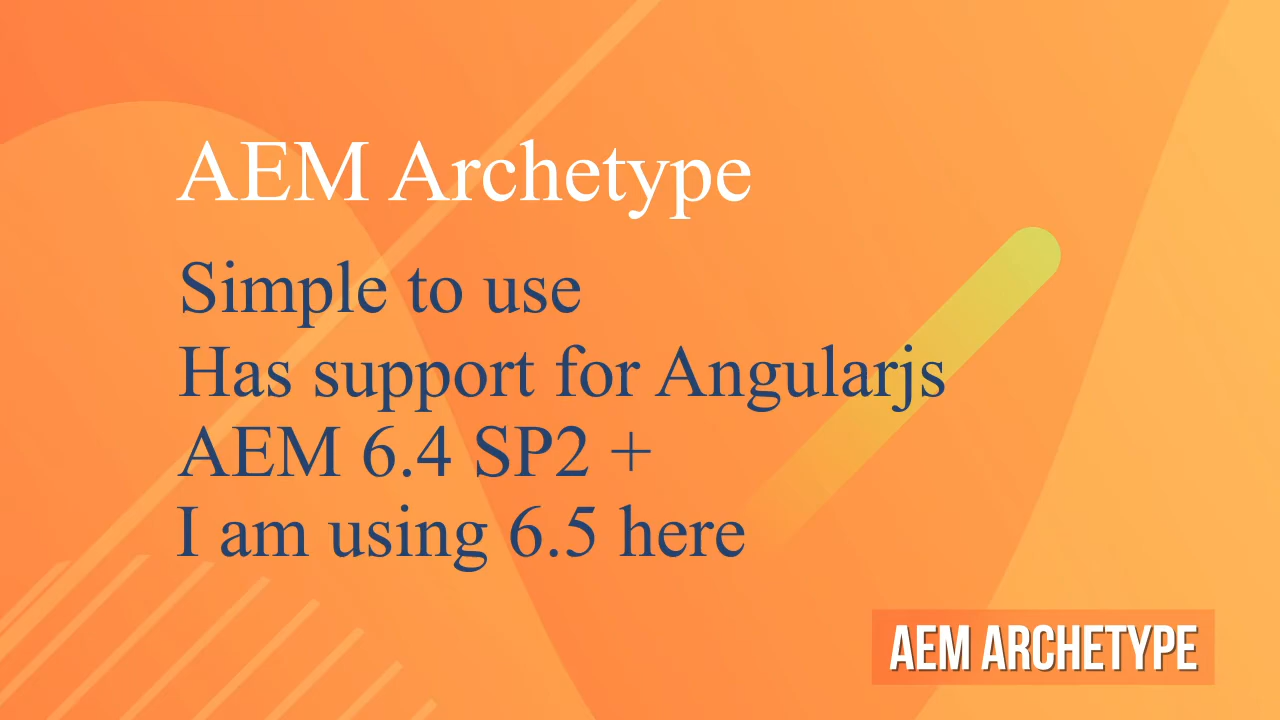 AEM Archetype
Simple to use
Has support for Angularjs
AEM 6.4 SP2 +
I am using 6.5 here
AEM ARCHETYPE